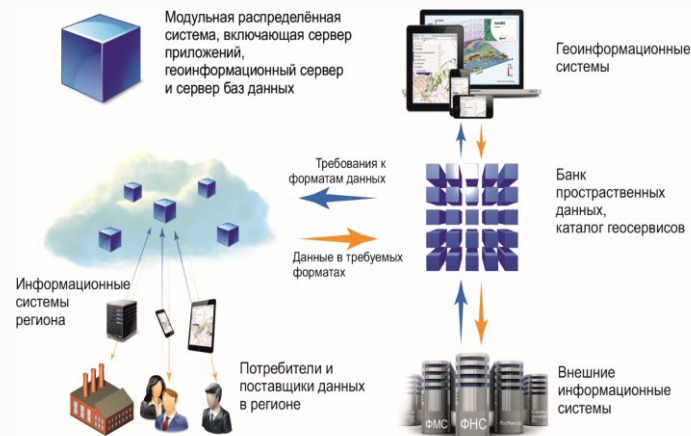 Модульная распределённая
система, включающая сервер
приложений,
геоинформационный сервер
и сервер баз данных
Геоинформационные
системы
Требования к
форматам данных
Банк
прострaственных
данных,
каталог геосервисов
Данные в требуемых
форматах
Информационные
системы
региона
Потребители и
поставщики данных
в регионе
Внешние
информационные
системы
ФМС
ФНС